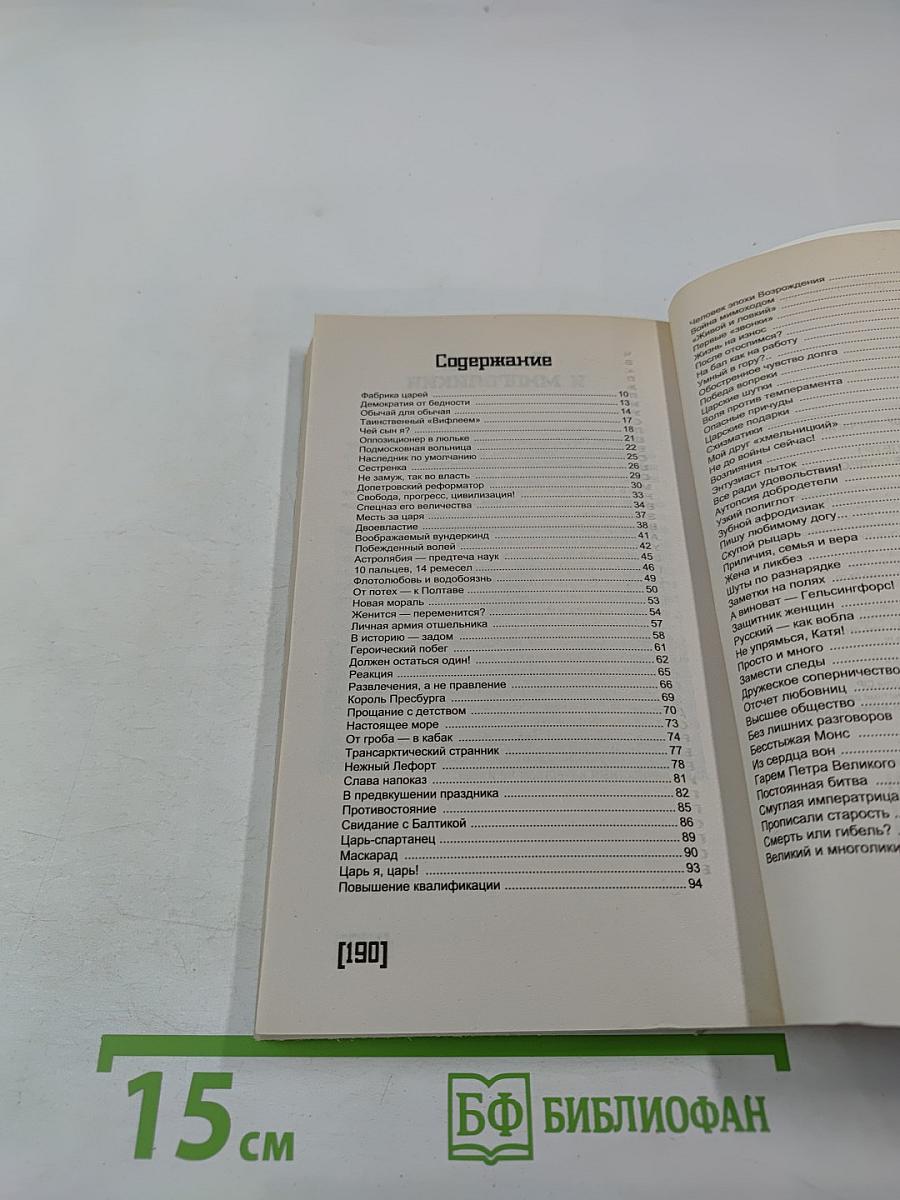 Содержание
Фабрика царей 10
Демократия от бедности 13
Обычай для обычая 14
Таинственный «Вифлеем» 17
Чей сын я? 18
Оппозиционер в люльке 21
Подмосковная вольница 22
Наследник по умолчанию 25
Сестренка 26
Не замуж, так во власть 29
Допетровский реформатор 30
Свобода, прогресс, цивилизация! 33
Спецназ его величества 34
Месть за царя 37
Двоевластие 38
Воображаемый вундеркинд 41
Побежденный волей 42
Астролябия — предтеча наук 45
10 пальцев, 14 ремесел 46
Флотолюбовь и водобоязнь 49
От потех — к Полтаве 50
Новая мораль 53
Женится — переменится? 54
Личная армия отшельника 57
В историю — задом 58
Героический побег 61
Должен остаться один! 62
Реакция 65
Развлечения, а не правление 66
Король Пресбурга 69
Прощание с детством 70
Настоящее море 73
От гроба — в кабак 74
Трансарктический странник 77
Нежный Лефорт 78
Слава напоказ 81
В предвкушении праздника 82
Противостояние 85
Свидание с Балтикой 86
Царь-спартанец 89
Маскарад 90
Царь я, царь! 93
Повышение квалификации 94
[190]
Человек эпохи Возрождения
Война мимоходом
«Живой и ловкий»
Первые «звонки»
Жизнь на износ
После отоспимся?
На бал как на работу
Умный в гору?..
Обостренное чувство долга
Победа вопреки
Царские шутки
Воля против темперамента
Опасные причуды
Царские подарки
Схизматики
Мой друг «хмельницкий»
Не до войны сейчас!
Возлияния
Энтузиаст пыток
Все ради удовольствия!
Аутопсия добродетели
Узкий полиглот
Зубной афродизиак
Пишу любимому догу...
Скупой рыцарь
Приличия, семья и вера
Жена и ликбез
Шуты по разнарядке
Заметки на полях
А виноват — Гельсингфорс!
Защитник женщин
Русский — как вобла
Не упрямься, Катя!
Просто и много
Замести следы
Дружеское соперничество
Отсчет любовниц
Высшее общество
Без лишних разговоров
Бесстыжая Монс
Из сердца вон
Гарем Петра Великого
Постоянная битва
Смуглая императрица
Прописали старость
Смерть или гибель?
Великий и многолики
15 см
БФ БИБЛИОФАН